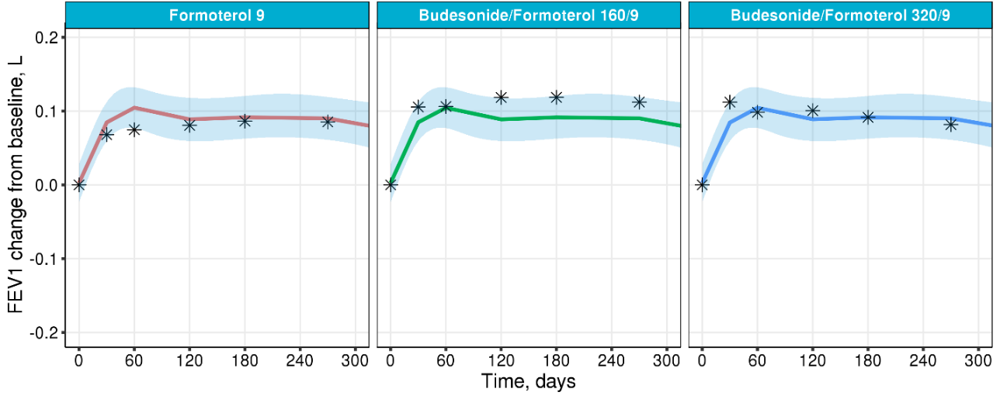 Formoterol 9
Budesonide/Formoterol 160/9
Budesonide/Formoterol 320/9
FEV1 change from baseline, L
0.2
0.1
0.0
-0.1
-0.2
0 60 120 180 240 300
0 60 120 180 240 300
0 60 120 180 240 300
Time, days